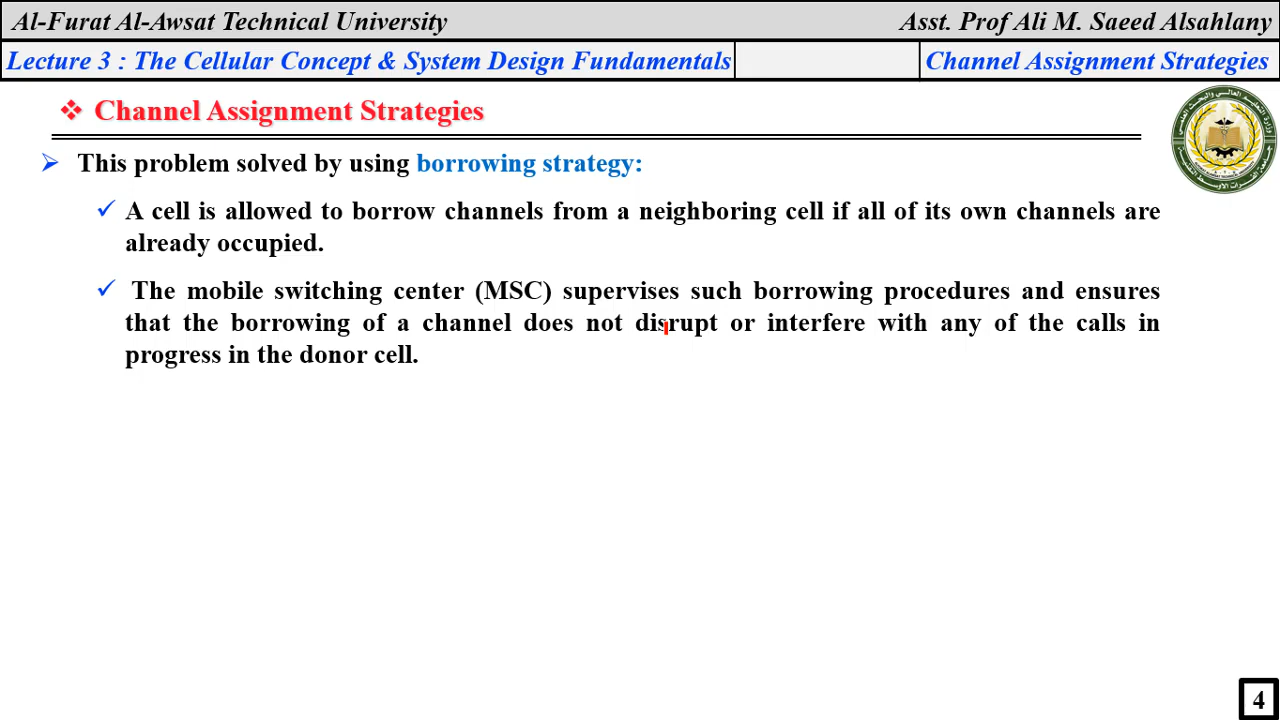 Al-Furat Al-Awsat Technical University
Asst. Prof Ali M. Saeed Alsahlany
Lecture 3 : The Cellular Concept & System Design Fundamentals
Channel Assignment Strategies
Channel Assignment Strategies
This problem solved by using borrowing strategy:
A cell is allowed to borrow channels from a neighboring cell if all of its own channels are
already occupied.
The mobile switching center (MSC) supervises such borrowing procedures and ensures
that the borrowing of a channel does not disrupt or interfere with any of the calls in
progress in the donor cell.
4